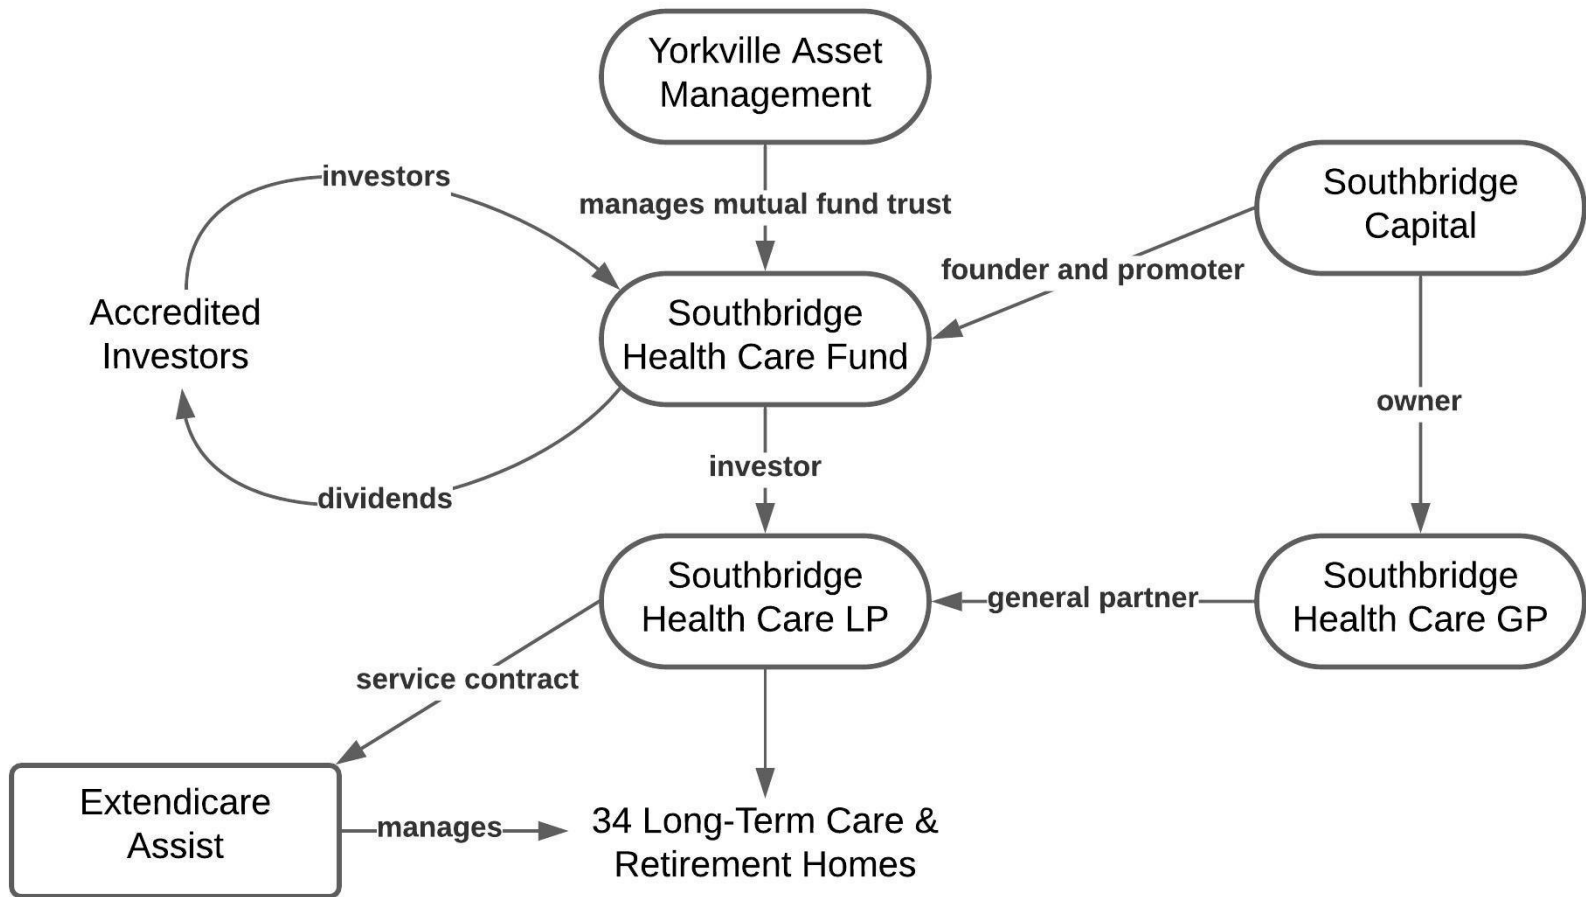 Yorkville Asset
Management
investors
manages mutual fund trust
Southbridge
Capital
founder and promoter
Accredited
Investors
Southbridge
Health Care Fund
owner
investor
dividends
Southbridge
Health Care LP
general partner
Southbridge
Health Care GP
service contract
Extendicare
Assist
manages
34 Long-Term Care &
Retirement Homes